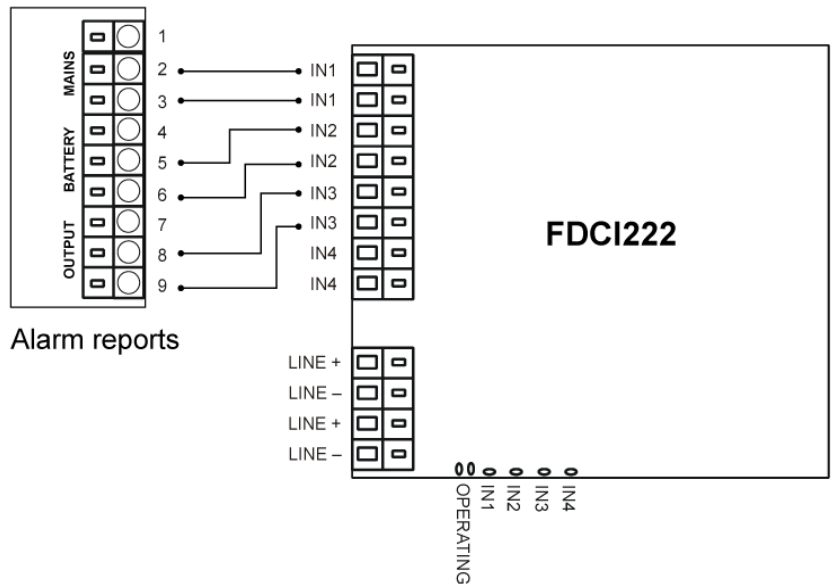 MAINS
BATTERY
OUTPUT
1
2
3
4
5
6
7
8
9
Alarm reports
IN1
IN1
IN2
IN2
IN3
IN3
IN4
IN4
FDCI222
LINE +
LINE –
LINE +
LINE –
OPERATING
IN1
IN2
IN3
IN4